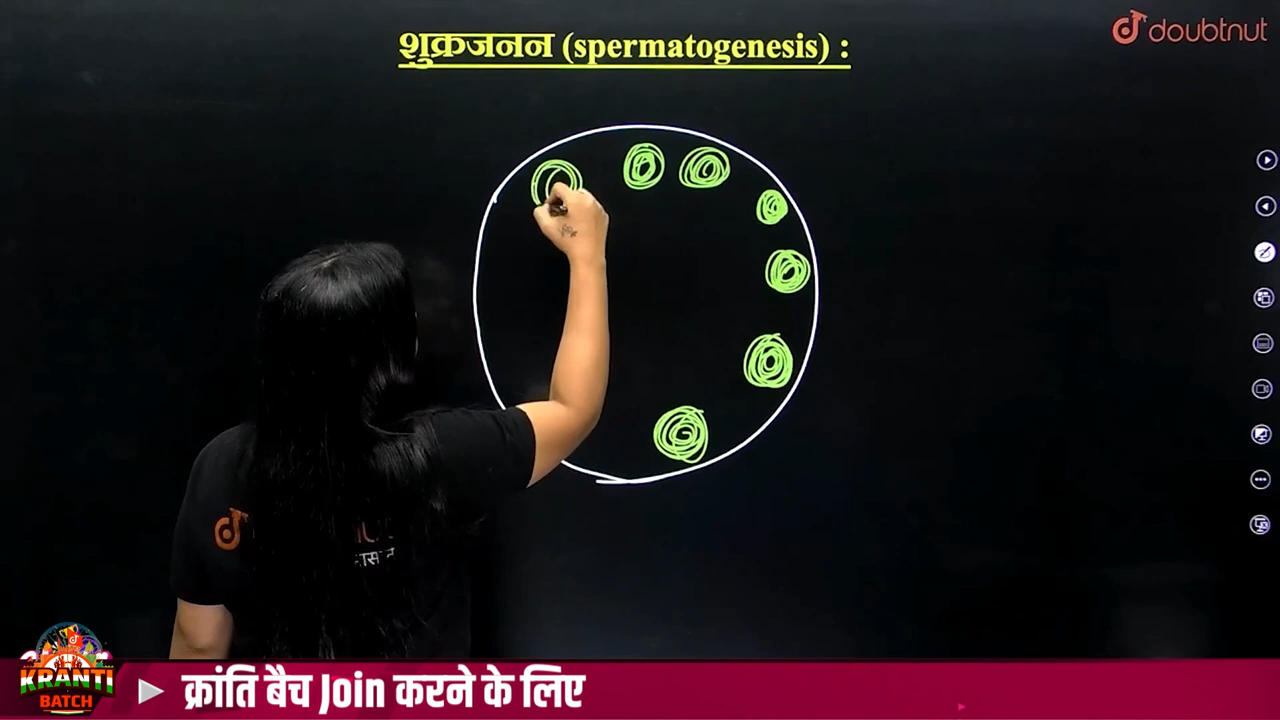 शुक्रजनन (spermatogenesis) :
doubtnut
KRANTI
BATCH
क्रांति बैच Join करने के लिए